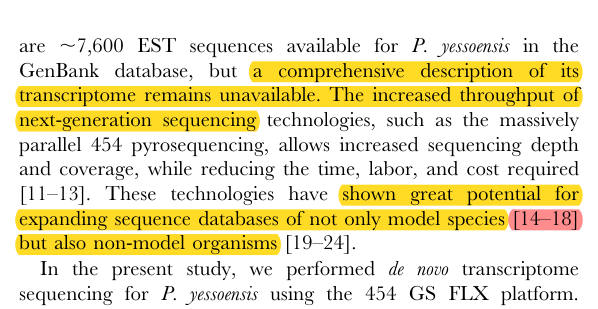 are ~7,600 EST sequences available for P. yessoensis in the
GenBank database, but a comprehensive description of its
transcriptome remains unavailable. The increased throughput of
next-generation sequencing technologies, such as the massively
parallel 454 pyrosequencing, allows increased sequencing depth
and coverage, while reducing the time, labor, and cost required
[11–13]. These technologies have shown great potential for
expanding sequence databases of not only model species [14–18]
but also non-model organisms [19–24].
In the present study, we performed de novo transcriptome
sequencing for P. yessoensis using the 454 GS FLX platform.